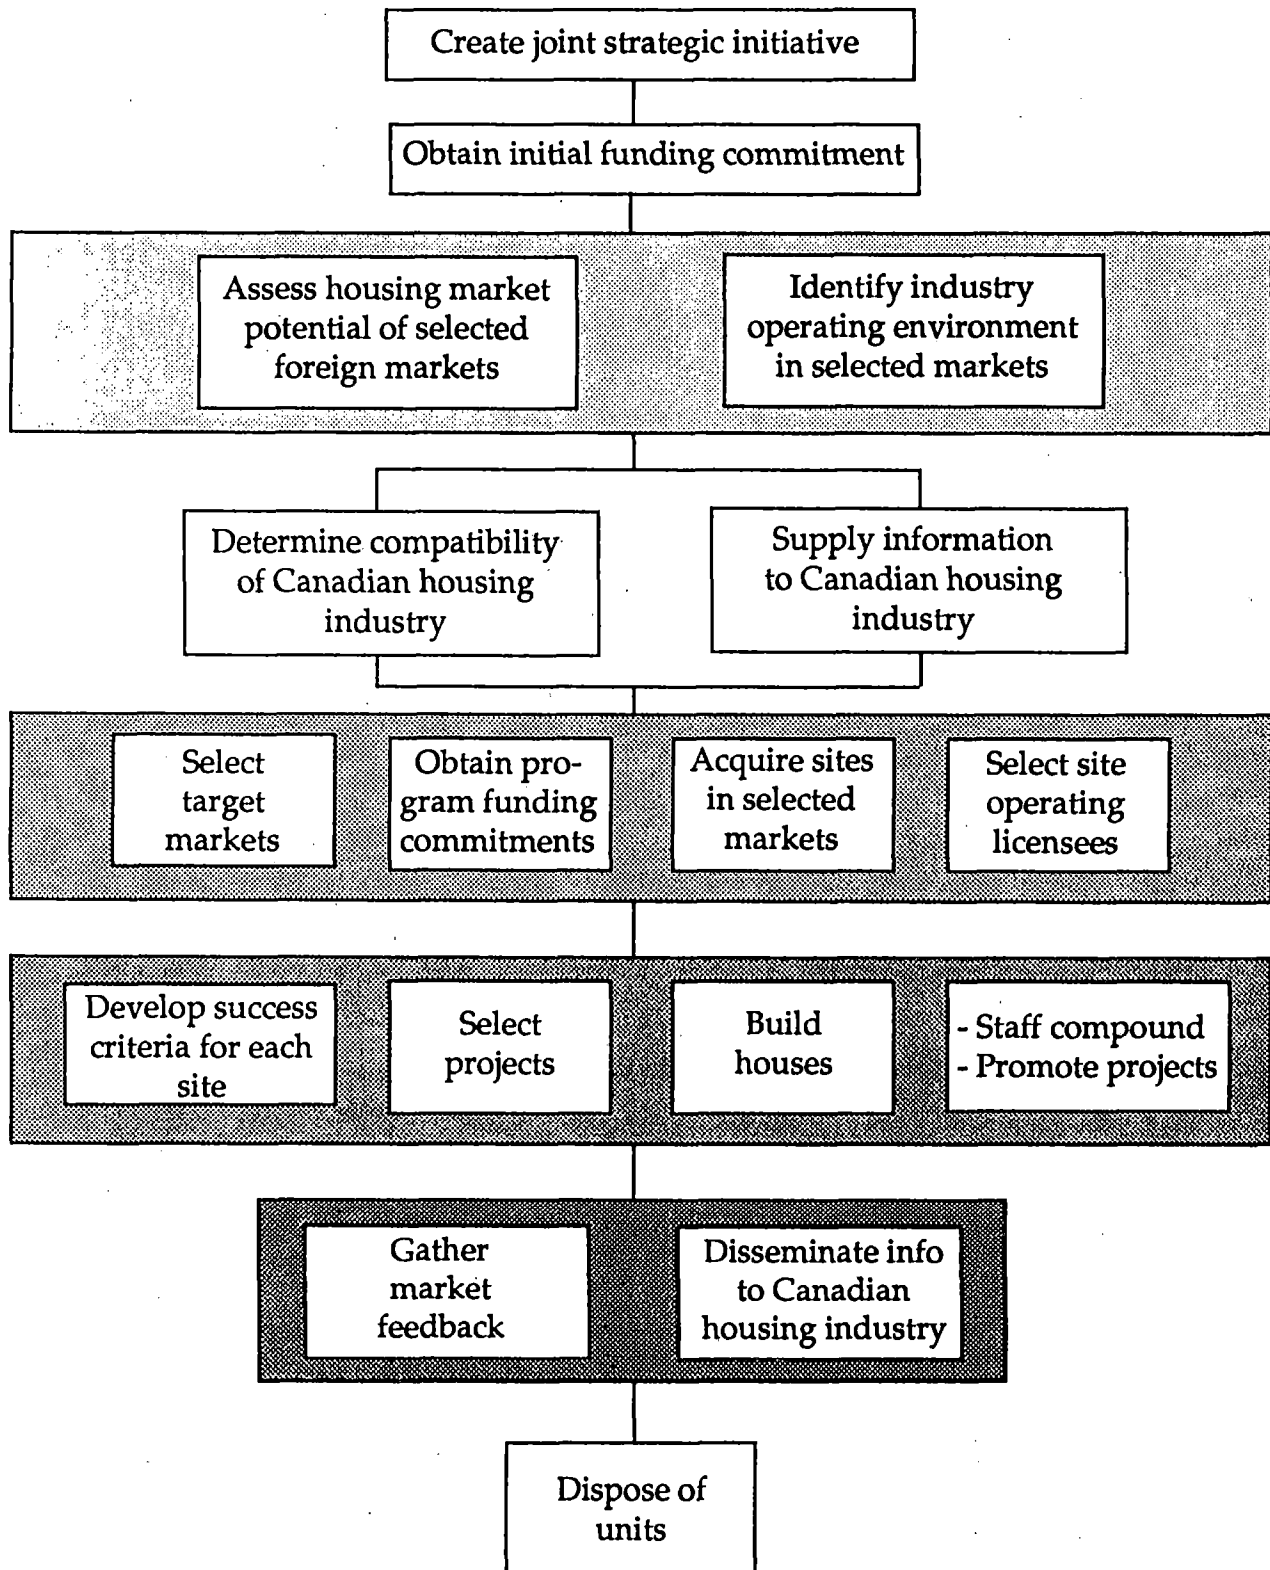 Create joint strategic initiative
Obtain initial funding commitment
Assess housing market
potential of selected
foreign markets
Identify industry
operating environment
in selected markets
Determine compatibility
of Canadian housing
industry
Supply information
to Canadian housing
industry
Select
target
markets
Obtain pro-
gram funding
commitments
Acquire sites
in selected
markets
Select site
operating
licensees
Develop success
criteria for each
site
Select
projects
Build
houses
- Staff compound
- Promote projects
Gather
market
feedback
Disseminate info
to Canadian
housing industry
Dispose of
units